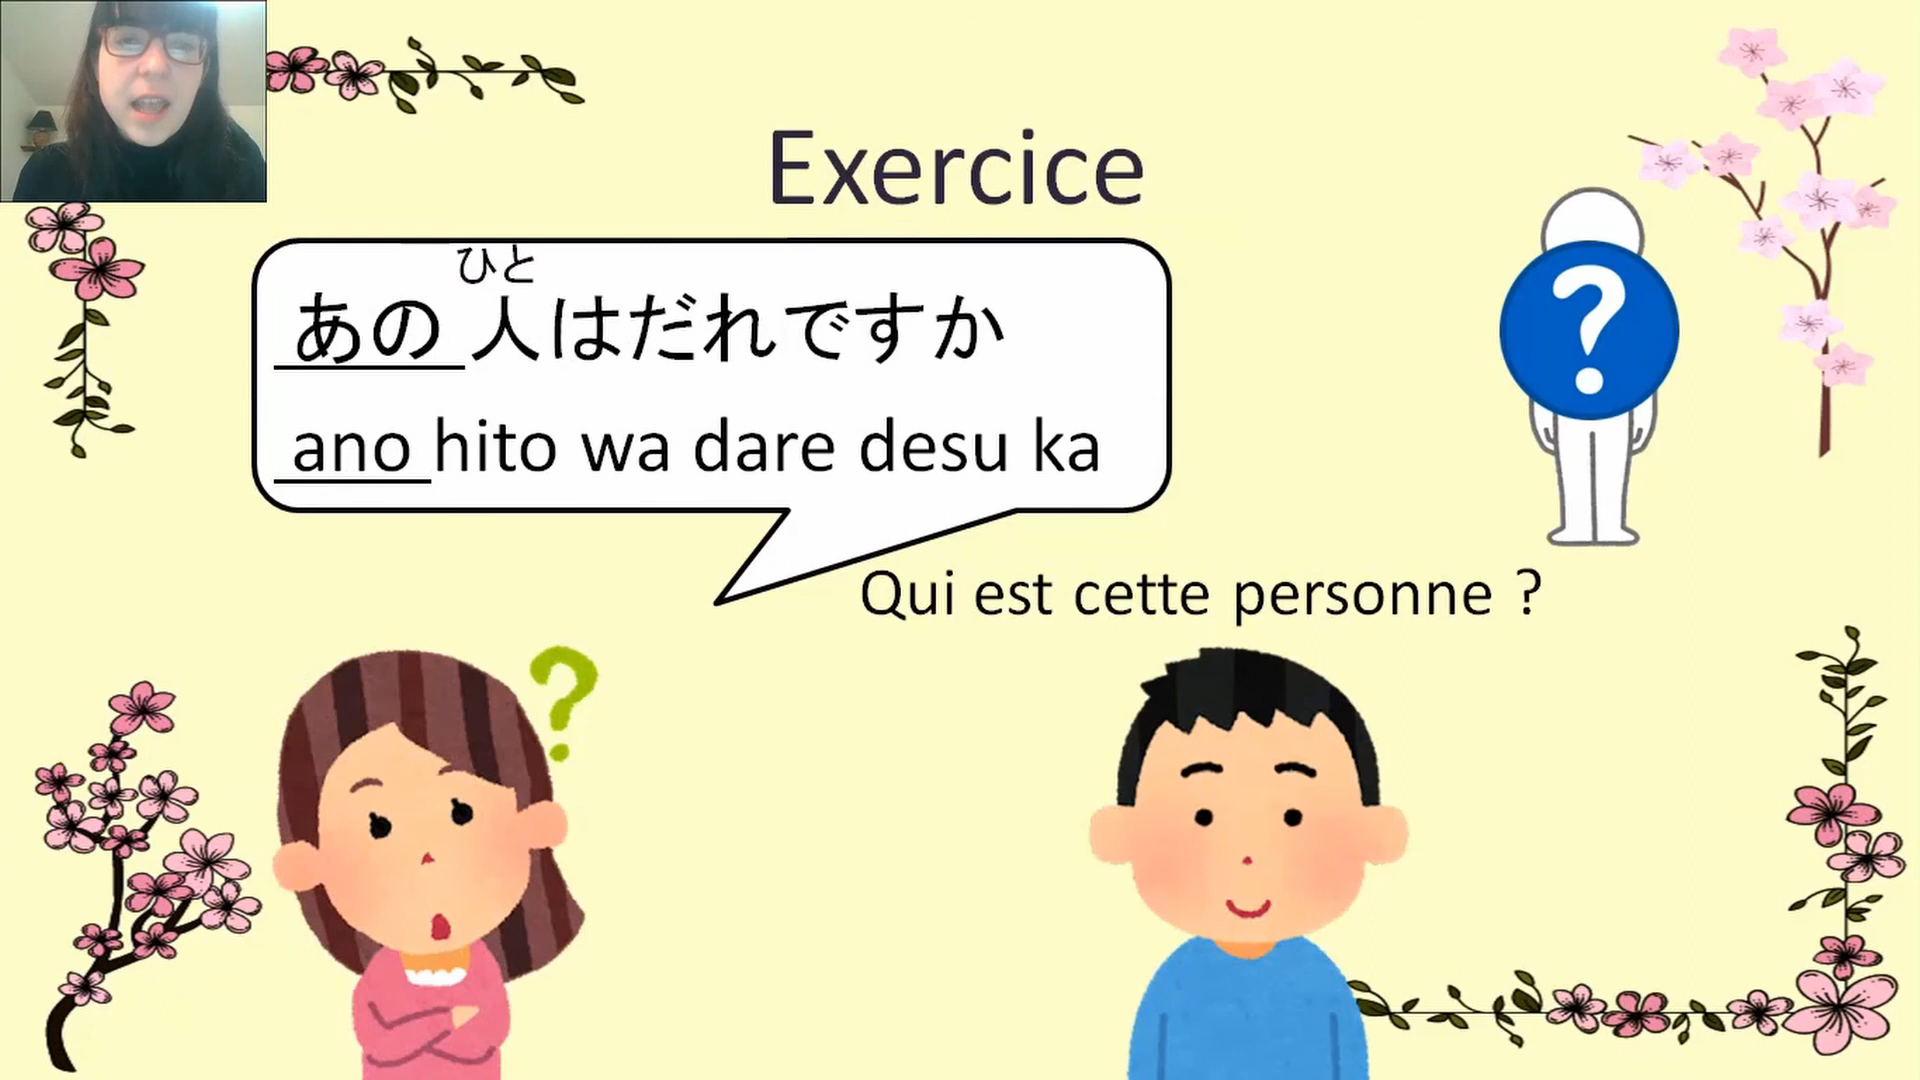 Exercice
ひと
あの人はだれですか
ano hito wa dare desu ka
Qui est cette personne ?
?
?